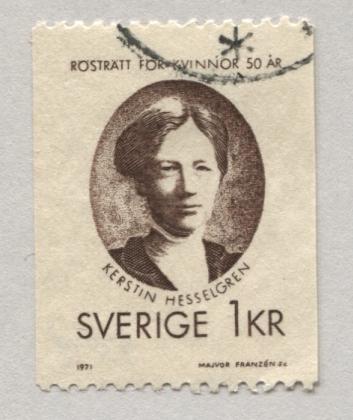 RÖSTRÄTT FÖR KVINNOR 50 ÅR
KERSTIN HESSELGREN
SVERIGE 1KR
1971 MAJVOR FRANZÉN SC